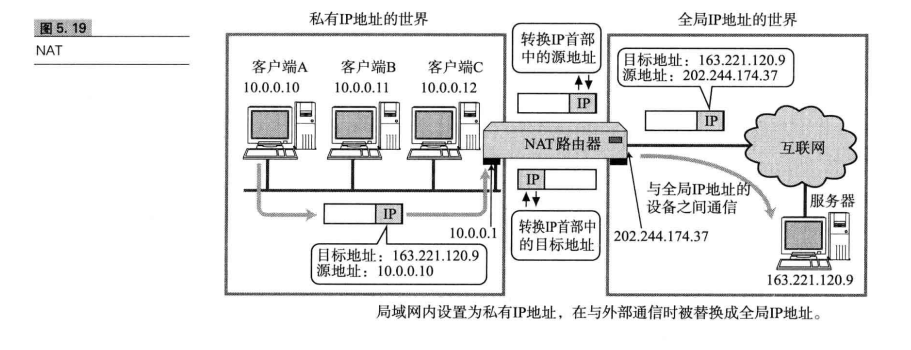 图 5. 19
NAT
私有IP地址的世界
全局IP地址的世界
客户端A
10.0.0.10
客户端B
10.0.0.11
客户端C
10.0.0.12
转换IP首部
中的源地址
IP
目标地址：163.221.120.9
源地址：202.244.174.37
IP
NAT路由器
互联网
IP
IP
10.0.0.1
目标地址：163.221.120.9
源地址：10.0.0.10
转换IP首部中
的目标地址
202.244.174.37
与全局IP地址的
设备之间通信
服务器
163.221.120.9
局域网内设置为私有IP地址，在与外部通信时被替换成全局IP地址。